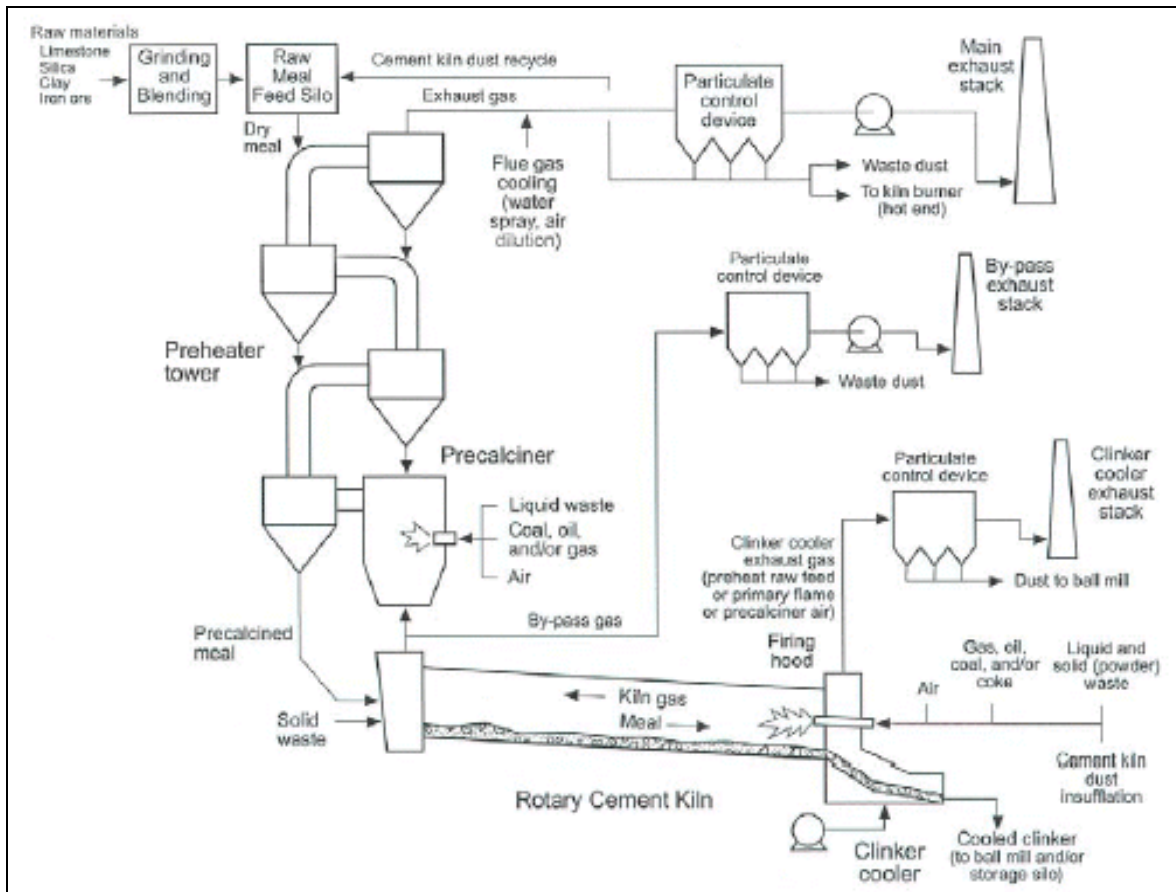 Raw materials
Limestone
Silica
Clay
Iron ore
Grinding
and
Blending
Raw
Meal
Feed Silo
Cement kiln dust recycle
Exhaust gas
Particulate
control
device
Main
exhaust
stack
Dry
meal
Flue gas
cooling
(water
spray, air
dilution)
Waste dust
To kiln burner
(hot end)
Particulate
control device
By-pass
exhaust
stack
Waste dust
Preheater
tower
Precalciner
Liquid waste
Coal, oil,
and/or gas
Air
Particulate
control device
Clinker
cooler
exhaust
stack
Clinker cooler
exhaust gas
(preheat raw feed
or primary flame
or precalciner air)
Dust to ball mill
By-pass gas
Precalcined
meal
Firing
hood
Gas, oil,
coal, and/or
coke
Liquid and
solid (powder)
waste
Air
Kiln gas
Meal
Solid
waste
Rotary Cement Kiln
Cement kiln
dust
insufflation
Clinker
cooler
Cooled clinker
(to ball mill and/or
storage silo)